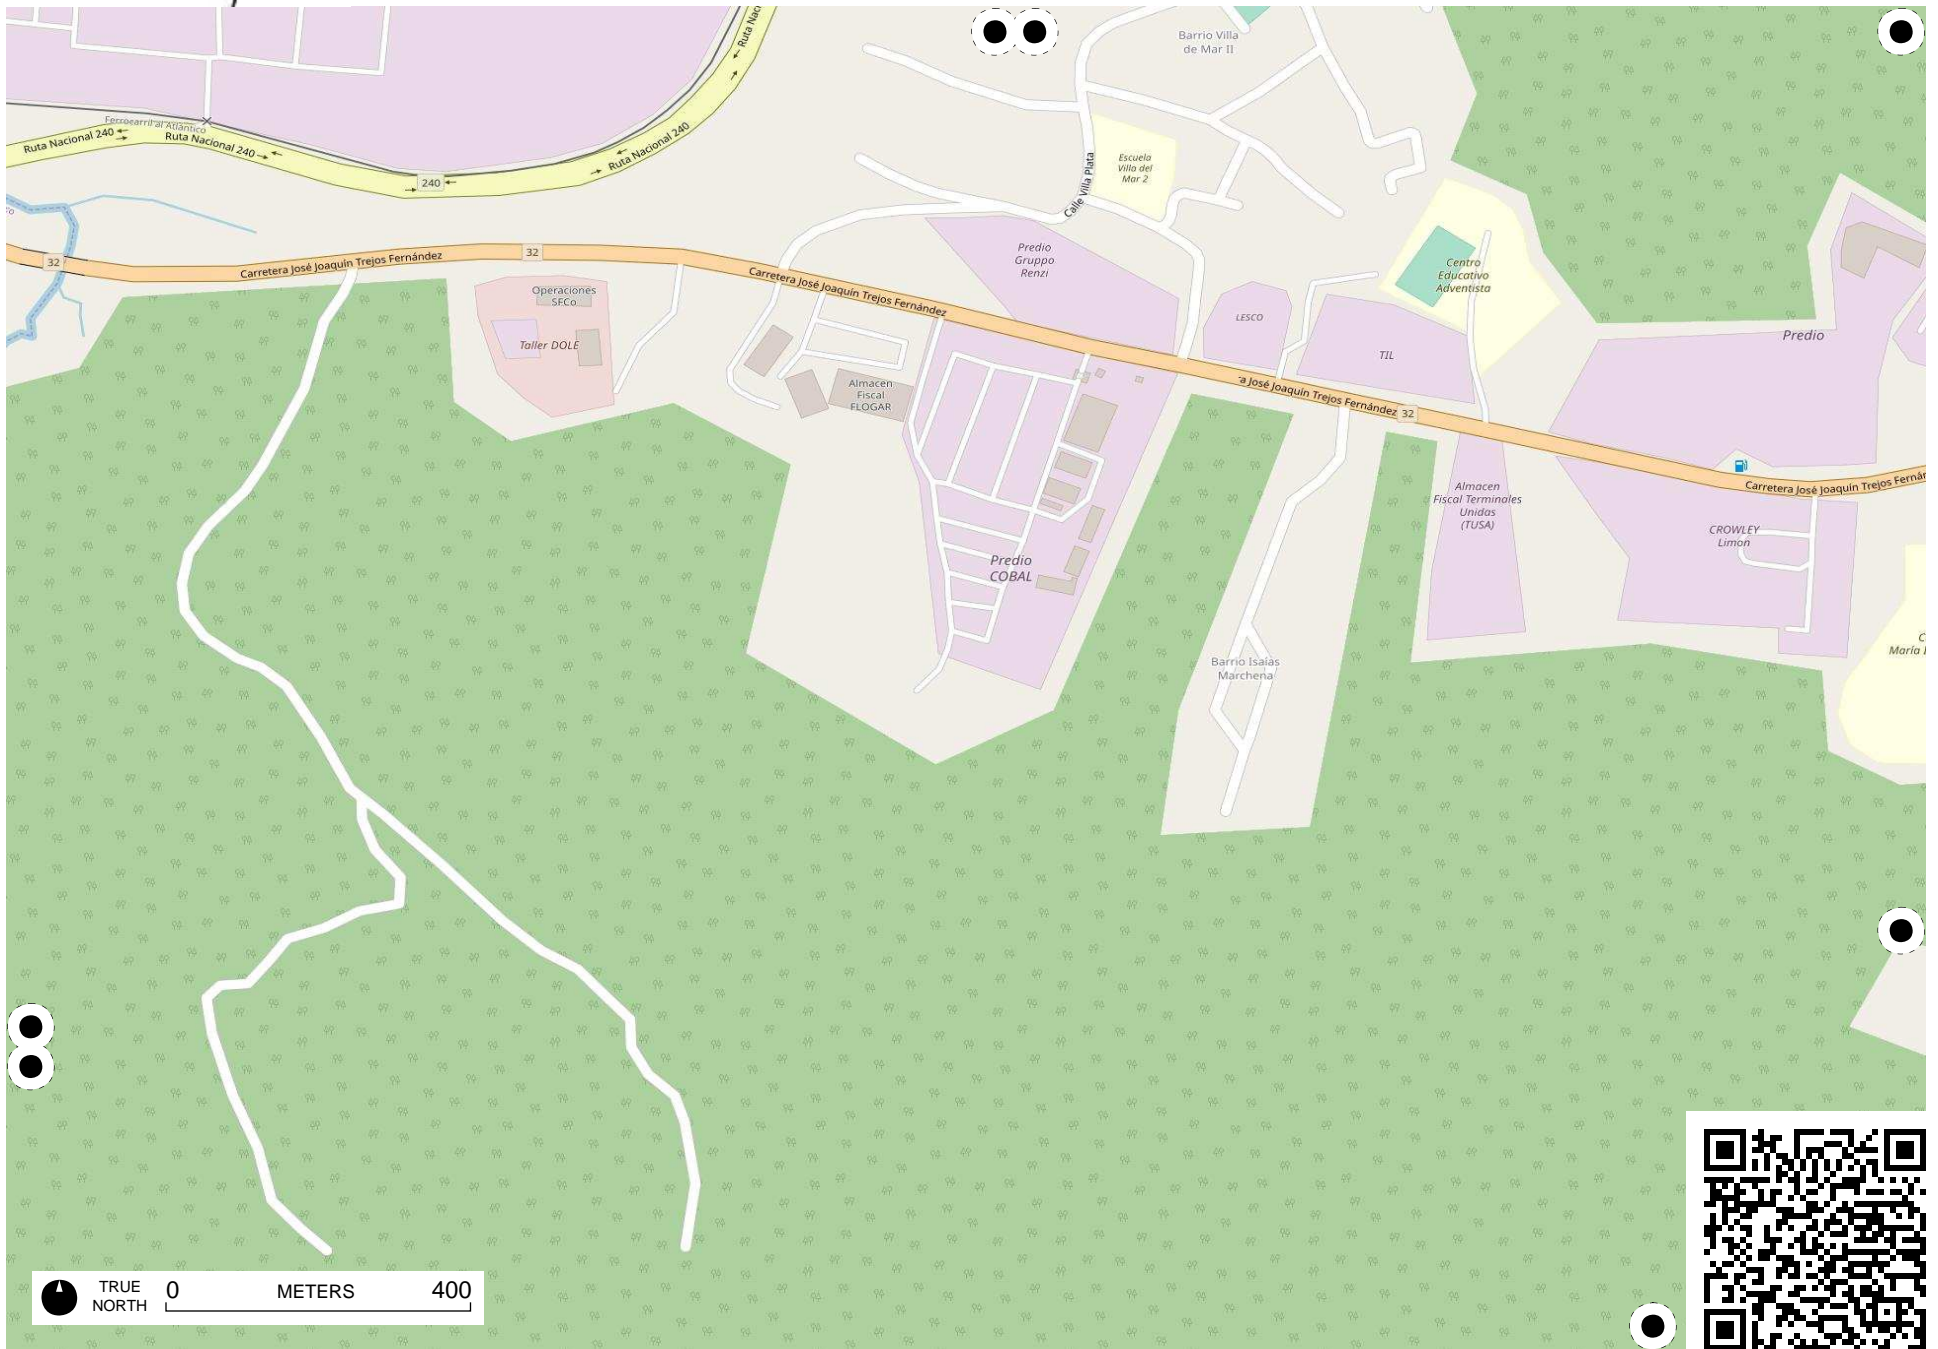 Barrio Villa
de Mar II
Ruta Nacional 240
Ferrocarril al Atlántico
Ruta Nacional 240
Ruta Nacional 240
240
Calle Villa Plata
Escuela
Villa del
Mar 2
32
Carretera José Joaquín Trejos Fernández
32
Carretera José Joaquín Trejos Fernández
Predio
Gruppo
Renzi
Centro
Educativo
Adventista
Operaciones
SFCo
Taller DOLE
LESCO
TIL
Predio
Almacen
Fiscal
FLOGAR
a José Joaquín Trejos Fernández
32
Carretera José Joaquín Trejos Fernán
Almacen
Fiscal Terminales
Unidas
(TUSA)
CROWLEY
Limon
Predio
COBAL
Barrio Isaías
Marchena
C
María
TRUE
NORTH
0 METERS 400